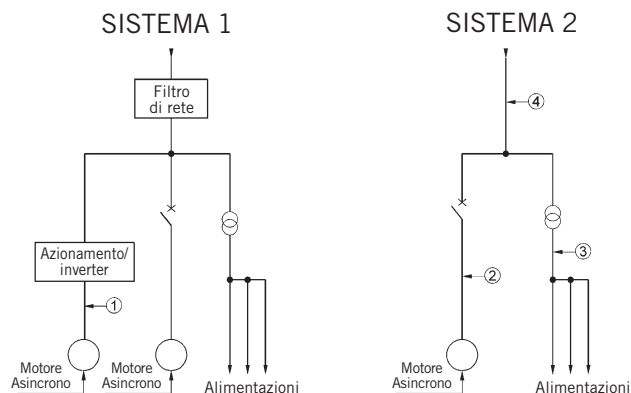 SISTEMA 1
SISTEMA 2
Filtro
di rete
4
Azionamento/
inverter
3
1
2
Motore
Asincrono
Motore
Asincrono
Alimentazioni
Motore
Asincrono
Alimentazioni